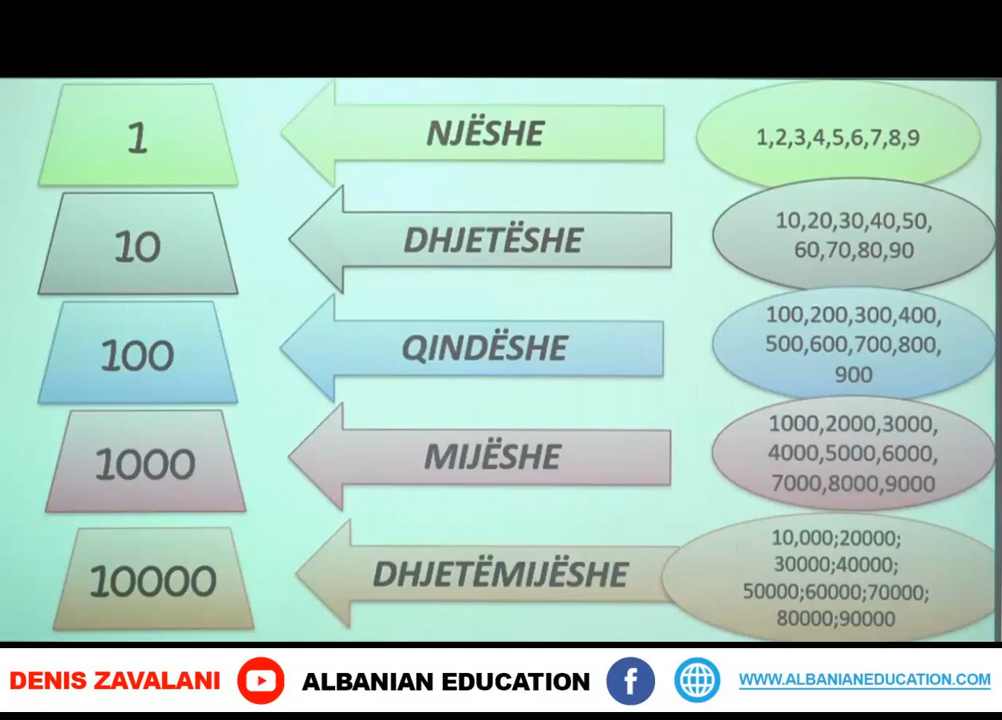 1
NJËSHE
1,2,3,4,5,6,7,8,9
10
DHJETËSHE
10,20,30,40,50,
60,70,80,90
100
QINDËSHE
100,200,300,400,
500,600,700,800,
900
1000
MIJËSHE
1000,2000,3000,
4000,5000,6000,
7000,8000,9000
10000
DHJETËMIJËSHE
10,000;20000;
30000;40000;
50000;60000;70000;
80000;90000
DENIS ZAVALANI
ALBANIAN EDUCATION
f
WWW.ALBANIANEDUCATION.COM